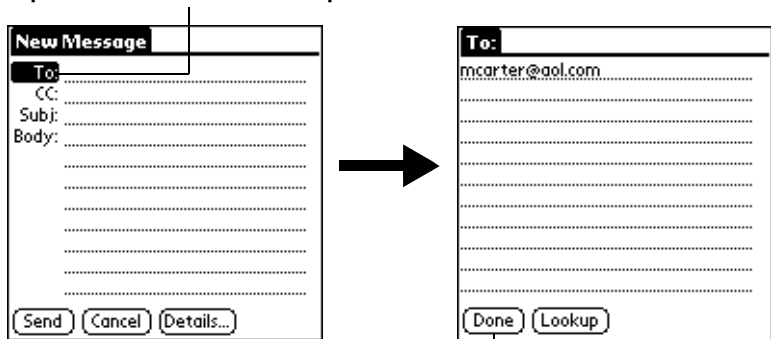 New Message
To:
CC:
Subj:
Body:
Send Cancel Details...
To:
mcarter@aol.com
Done Lookup